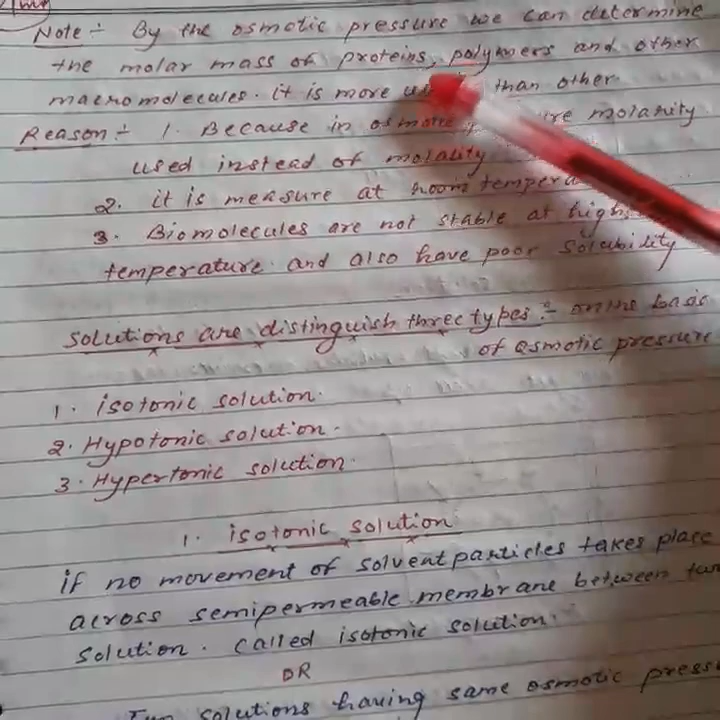 Note :- By the osmotic pressure we can determine
the molar mass of proteins, polymers and other
macromolecules. it is more than other
Reason :- 1. Because in molarity
used instead of molality
2. it is measure at room
3. Biomolecules are not stable at high
temperature and also have poor solubility
solutions are distinguish three types :- on the basic
of osmotic pressure
1. isotonic solution.
2. Hypotonic solution.
3. Hypertonic solution.
1. isotonic solution
if no movement of solvent particles takes place
across semipermeable membrane between
solution. called isotonic solution.
OR
solutions having same osmotic